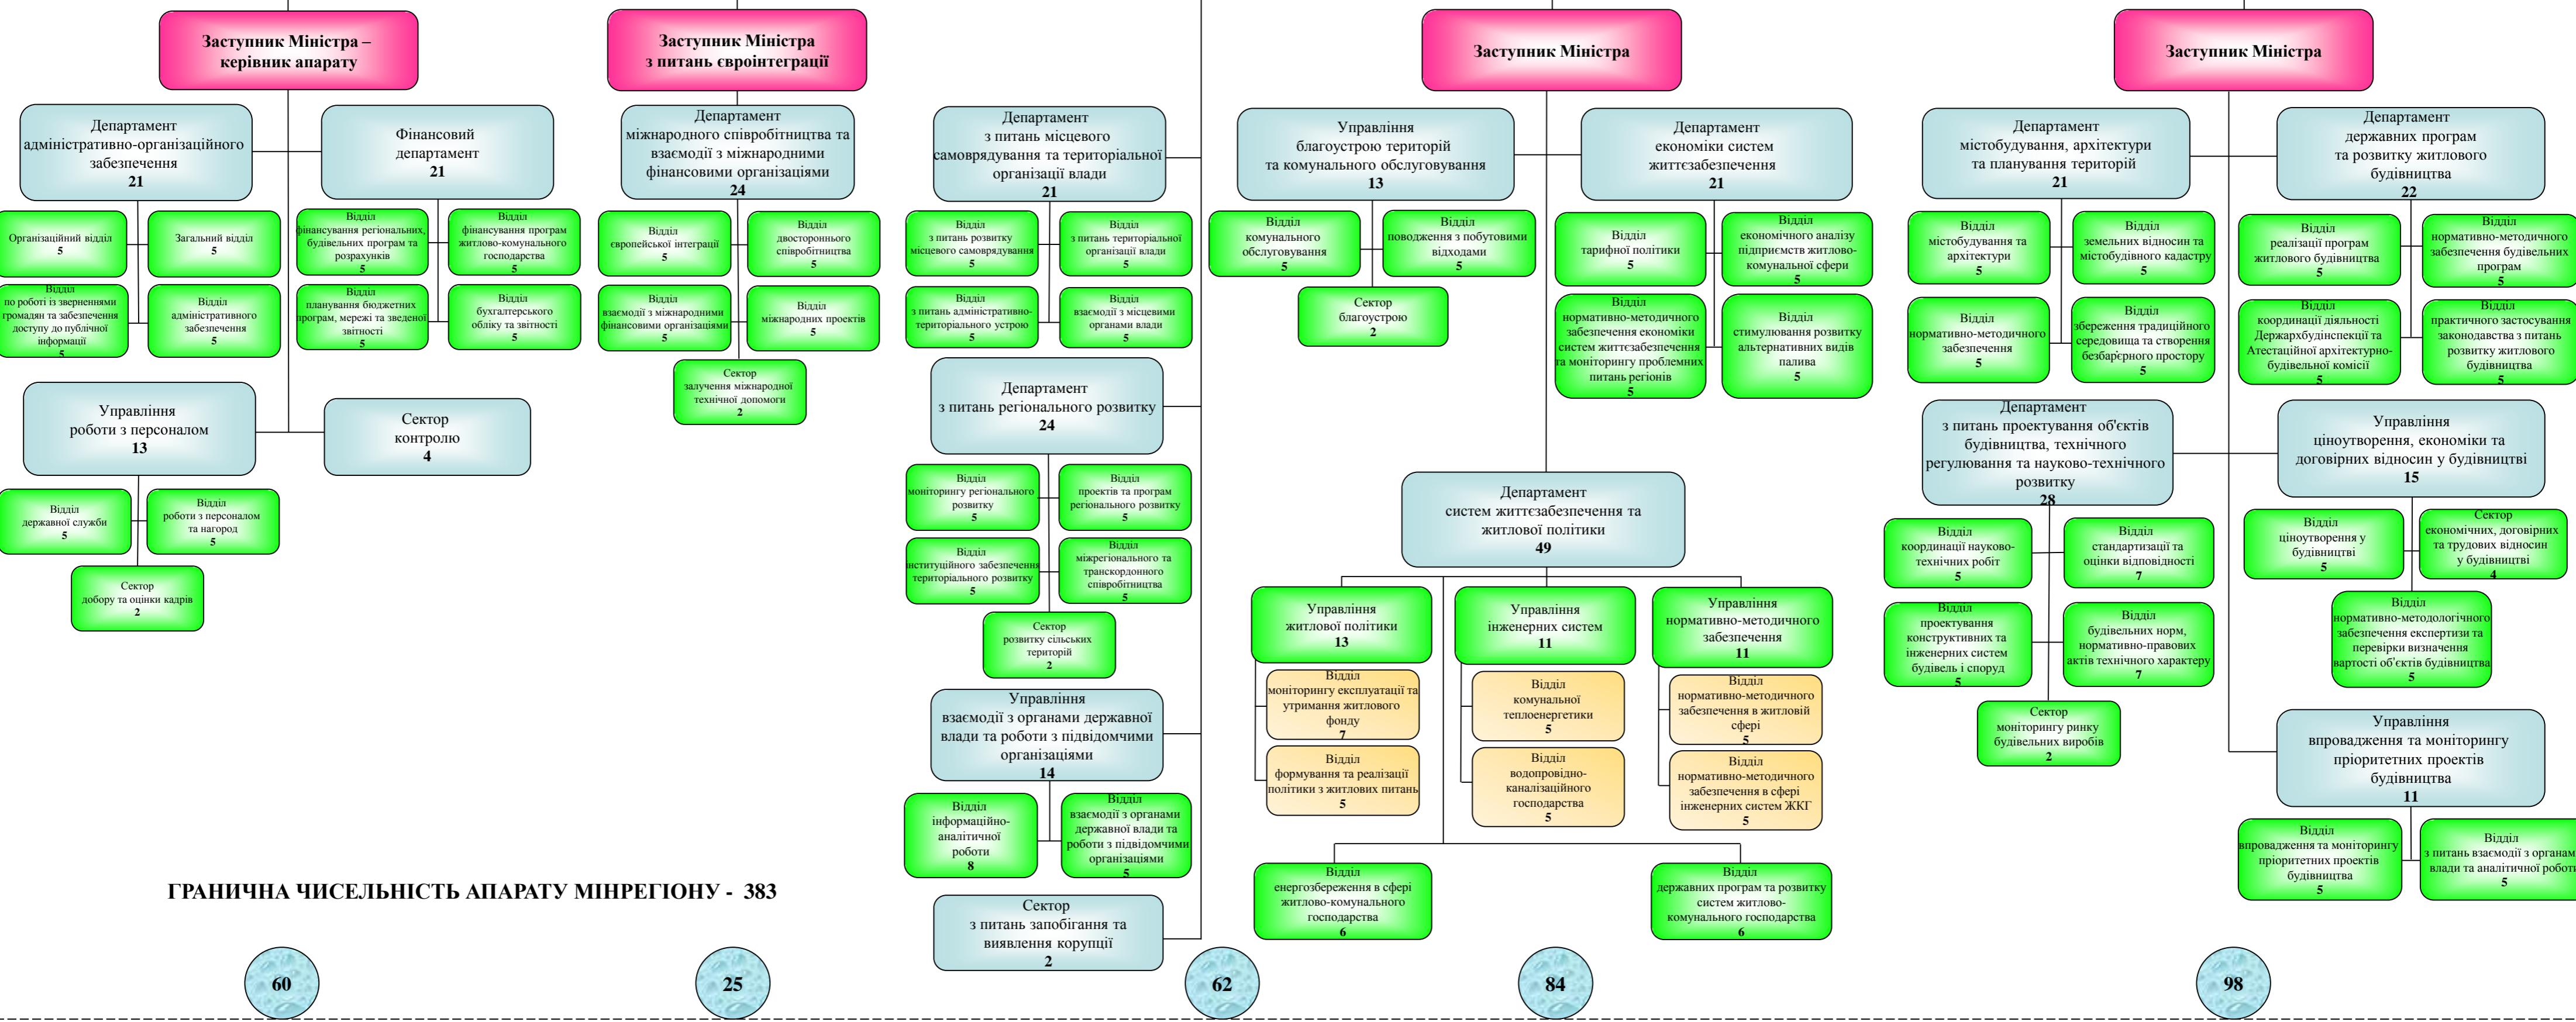 Заступник Міністра –
керівник апарату
Департамент
адміністративно-організаційного
забезпечення
21
Фінансовий
департамент
21
Організаційний відділ
5
Загальний відділ
5
Відділ
по роботі із зверненнями
громадян та забезпечення
доступу до публічної
інформації
5
Відділ
адміністративного
забезпечення
5
Відділ
фінансування регіональних,
будівельних програм та
розрахунків
5
Відділ
фінансування програм
житлово-комунального
господарства
5
Відділ
планування бюджетних
програм, мережі та зведеної
звітності
5
Відділ
бухгалтерського
обліку та звітності
5
Управління
роботи з персоналом
13
Сектор
контролю
4
Відділ
державної служби
5
Відділ
роботи з персоналом
та нагород
5
Сектор
добору та оцінки кадрів
2
Заступник Міністра
з питань євроінтеграції
Департамент
міжнародного співробітництва та
взаємодії з міжнародними
фінансовими організаціями
24
Відділ
європейської інтеграції
5
Відділ
двостороннього
співробітництва
5
Відділ
взаємодії з міжнародними
фінансовими організаціями
5
Відділ
міжнародних проектів
5
Сектор
залучення міжнародної
технічної допомоги
2
Департамент
з питань місцевого
самоврядування та територіальної
організації влади
21
Відділ
з питань розвитку
місцевого самоврядування
5
Відділ
з питань територіальної
організації влади
5
Відділ
з питань адміністративно-
територіального устрою
5
Відділ
взаємодії з місцевими
органами влади
5
Департамент
з питань регіонального розвитку
24
Відділ
моніторингу регіонального
розвитку
5
Відділ
проектів та програм
регіонального розвитку
5
Відділ
інституційного забезпечення
територіального розвитку
5
Відділ
міжрегіонального та
транскордонного
співробітництва
5
Сектор
розвитку сільських
територій
2
Управління
взаємодії з органами державної
влади та роботи з підвідомчими
організаціями
14
Відділ
інформаційно-
аналітичної
роботи
8
Відділ
взаємодії з органами
державної влади та
роботи з підвідомчими
організаціями
5
Сектор
з питань запобігання та
виявлення корупції
2
Заступник Міністра
Управління
благоустрою територій
та комунального обслуговування
13
Департамент
економіки систем
життєзабезпечення
21
Відділ
комунального
обслуговування
5
Відділ
поводження з побутовими
відходами
5
Сектор
благоустрою
2
Відділ
тарифної політики
5
Відділ
економічного аналізу
підприємств житлово-
комунальної сфери
5
Відділ
нормативно-методичного
забезпечення економіки
систем життєзабезпечення
та моніторингу проблемних
питань регіонів
5
Відділ
стимулювання розвитку
альтернативних видів
палива
5
Департамент
систем життєзабезпечення та
житлової політики
49
Управління
житлової політики
13
Управління
інженерних систем
11
Управління
нормативно-методичного
забезпечення
11
Відділ
моніторингу експлуатації та
утримання житлового
фонду
7
Відділ
формування та реалізації
політики з житлових питань
5
Відділ
комунальної
теплоенергетики
5
Відділ
водопровідно-
каналізаційного
господарства
5
Відділ
нормативно-методичного
забезпечення в житловій
сфері
5
Відділ
нормативно-методичного
забезпечення в сфері
інженерних систем ЖКГ
5
Відділ
енергозбереження в сфері
житлово-комунального
господарства
6
Відділ
державних програм та розвитку
систем житлово-
комунального господарства
6
Заступник Міністра
Департамент
містобудування, архітектури
та планування територій
21
Департамент
державних програм
та розвитку житлового
будівництва
22
Відділ
містобудування та
архітектури
5
Відділ
земельних відносин та
містобудівного кадастру
5
Відділ
нормативно-методичного
забезпечення
5
Відділ
збереження традиційного
середовища та створення
безбар'єрного простору
5
Відділ
реалізації програм
житлового будівництва
5
Відділ
нормативно-методичного
забезпечення будівельних
програм
5
Відділ
координації діяльності
Держархбудінспекції та
Атестаційної архітектурно-
будівельної комісії
5
Відділ
практичного застосування
законодавства з питань
розвитку житлового
будівництва
5
Департамент
з питань проектування об'єктів
будівництва, технічного
регулювання та науково-технічного
розвитку
28
Управління
ціноутворення, економіки та
договірних відносин у будівництві
15
Відділ
координації науково-
технічних робіт
5
Відділ
стандартизації та
оцінки відповідності
7
Відділ
проектування
конструктивних та
інженерних систем
будівель і споруд
5
Відділ
будівельних норм,
нормативно-правових
актів технічного характеру
7
Сектор
моніторингу ринку
будівельних виробів
2
Відділ
ціноутворення у
будівництві
5
Сектор
економічних, договірних
та трудових відносин
у будівництві
4
Відділ
нормативно-методологічного
забезпечення експертизи та
перевірки визначення
вартості об'єктів будівництва
5
Управління
впровадження та моніторингу
пріоритетних проектів
будівництва
11
Відділ
впровадження та моніторингу
пріоритетних проектів
будівництва
5
Відділ
з питань взаємодії з органам
влади та аналітичної роботи
5
ГРАНИЧНА ЧИСЕЛЬНІСТЬ АПАРАТУ МІНРЕГІОНУ - 383
60
25
62
84
98